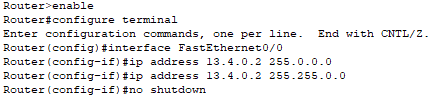 Router>enable
Router#configure terminal
Enter configuration commands, one per line.  End with CNTL/Z.
Router(config)#interface FastEthernet0/0
Router(config-if)#ip address 13.4.0.2 255.0.0.0
Router(config-if)#ip address 13.4.0.2 255.255.0.0
Router(config-if)#no shutdown